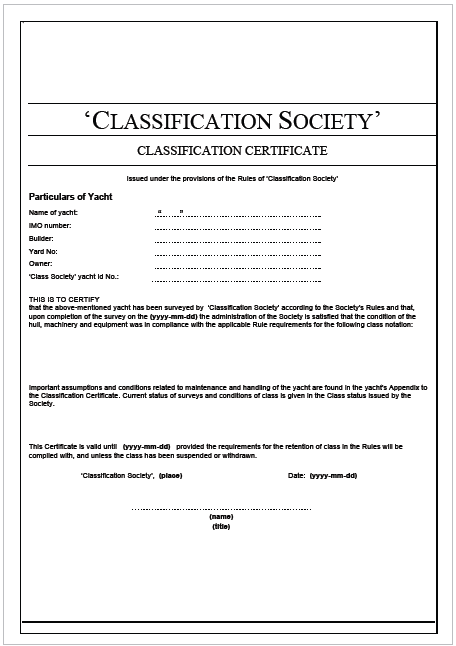 ‘CLASSIFICATION SOCIETY’
CLASSIFICATION CERTIFICATE
Issued under the provisions of the Rules of ‘Classification Society’
Particulars of Yacht
Name of yacht: “ ”
IMO number:
Builder:
Yard No:
Owner:
‘Class Society’ yacht Id No.:
THIS IS TO CERTIFY
that the above-mentioned yacht has been surveyed by ‘Classification Society’ according to the Society's Rules and that,
upon completion of the survey on the (yyyy-mm-dd) the administration of the Society is satisfied that the condition of the
hull, machinery and equipment was in compliance with the applicable Rule requirements for the following class notation:
Important assumptions and conditions related to maintenance and handling of the yacht are found in the yacht's Appendix to
the Classification Certificate. Current status of surveys and conditions of class is given in the Class status issued by the
Society.
This Certificate is valid until (yyyy-mm-dd) provided the requirements for the retention of class in the Rules will be
complied with, and unless the class has been suspended or withdrawn.
‘Classification Society’, (place) Date: (yyyy-mm-dd)
(name)
(title)